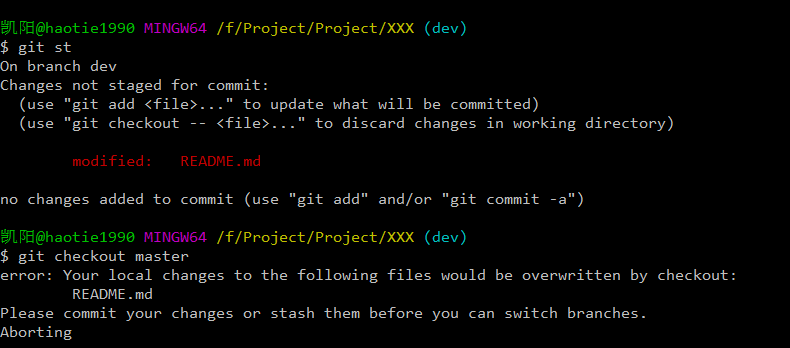 凯阳@haotie1990 MINGW64 /f/Project/Project/XXX (dev)
$ git st
On branch dev
Changes not staged for commit:
  (use "git add <file>..." to update what will be committed)
  (use "git checkout -- <file>..." to discard changes in working directory)
        modified:   README.md
no changes added to commit (use "git add" and/or "git commit -a")
凯阳@haotie1990 MINGW64 /f/Project/Project/XXX (dev)
$ git checkout master
error: Your local changes to the following files would be overwritten by checkout:
        README.md
Please commit your changes or stash them before you can switch branches.
Aborting